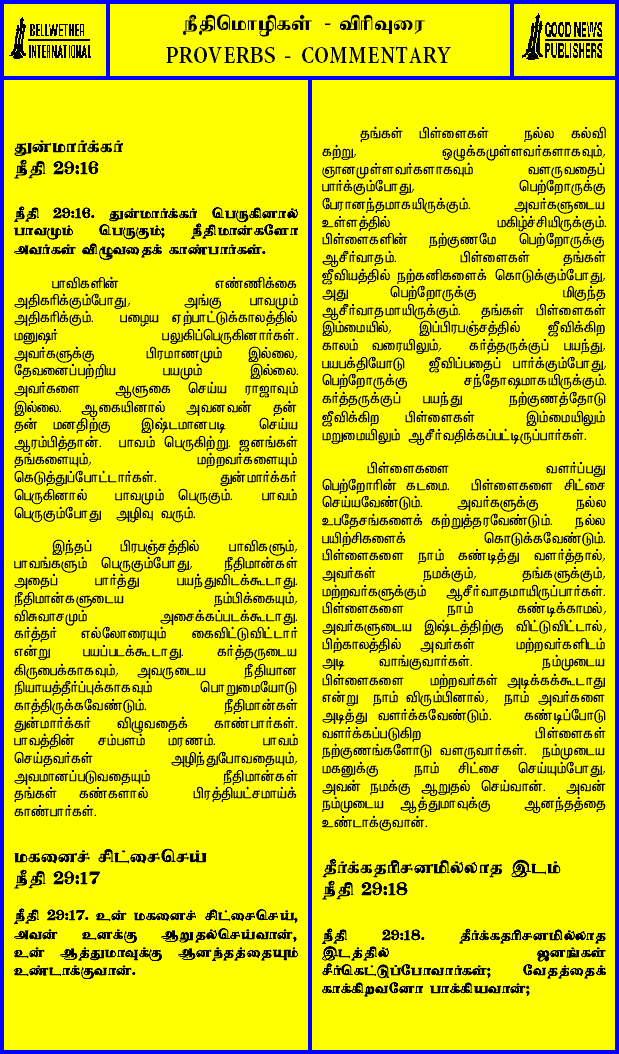 BELLWETHER
INTERNATIONAL
நீதிமொழிகள் - விரிவுரை
PROVERBS - COMMENTARY
GOOD NEWS
PUBLISHERS
துன்மார்க்கர்
நீதி 29:16
நீதி 29:16. துன்மார்க்கர் பெருகினால்
பாவமும் பெருகும்; நீதிமான்களோ
அவர்கள் விழுவதைக் காண்பார்கள்.
பாவிகளின் எண்ணிக்கை
அதிகரிக்கும்போது, அங்கு பாவமும்
அதிகரிக்கும். பழைய ஏற்பாட்டுக்காலத்தில்
மனுஷர் பலுகிப்பெருகினார்கள்.
அவர்களுக்கு பிரமாணமும் இல்லை,
தேவனைப்பற்றிய பயமும் இல்லை.
அவர்களை ஆளுகை செய்ய ராஜாவும்
இல்லை. ஆகையினால் அவனவன் தன்
தன் மனதிற்கு இஷ்டமானபடி செய்ய
ஆரம்பித்தான். பாவம் பெருகிற்று. ஜனங்கள்
தங்களையும், மற்றவர்களையும்
கெடுத்துப்போட்டார்கள். துன்மார்க்கர்
பெருகினால் பாவமும் பெருகும். பாவம்
பெருகும்போது அழிவு வரும்.
இந்தப் பிரபஞ்சத்தில் பாவிகளும்,
பாவங்களும் பெருகும்போது, நீதிமான்கள்
அதைப் பார்த்து பயந்துவிடக்கூடாது.
நீதிமான்களுடைய நம்பிக்கையும்,
விசுவாசமும் அசைக்கப்படக்கூடாது.
கர்த்தர் எல்லோரையும் கைவிட்டுவிட்டார்
என்று பயப்படக்கூடாது. கர்த்தருடைய
கிருபைக்காகவும், அவருடைய நீதியான
நியாயத்தீர்ப்புக்காகவும் பொறுமையோடு
காத்திருக்கவேண்டும். நீதிமான்கள்
துன்மார்க்கர் விழுவதைக் காண்பார்கள்.
பாவத்தின் சம்பளம் மரணம். பாவம்
செய்தவர்கள் அழிந்துபோவதையும்,
அவமானப்படுவதையும் நீதிமான்கள்
தங்கள் கண்களால் பிரத்தியட்சமாய்க்
காண்பார்கள்.
மகனைச் சிட்சைசெய்
நீதி 29:17
நீதி 29:17. உன் மகனைச் சிட்சைசெய்,
அவன் உனக்கு ஆறுதல்செய்வான்,
உன் ஆத்துமாவுக்கு ஆனந்தத்தையும்
உண்டாக்குவான்.
தங்கள் பிள்ளைகள் நல்ல கல்வி
கற்று, ஒழுக்கமுள்ளவர்களாகவும்,
ஞானமுள்ளவர்களாகவும் வளருவதைப்
பார்க்கும்போது, பெற்றோருக்கு
பேரானந்தமாகயிருக்கும். அவர்களுடைய
உள்ளத்தில் மகிழ்ச்சியிருக்கும்.
பிள்ளைகளின் நற்குணமே பெற்றோருக்கு
ஆசீர்வாதம். பிள்ளைகள் தங்கள்
ஜீவியத்தில் நற்கனிகளைக் கொடுக்கும்போது,
அது பெற்றோருக்கு மிகுந்த
ஆசீர்வாதமாயிருக்கும். தங்கள் பிள்ளைகள்
இம்மையில், இப்பிரபஞ்சத்தில் ஜீவிக்கிற
காலம் வரையிலும், கர்த்தருக்குப் பயந்து,
பயபக்தியோடு ஜீவிப்பதைப் பார்க்கும்போது,
பெற்றோருக்கு சந்தோஷமாகயிருக்கும்.
கர்த்தருக்குப் பயந்து நற்குணத்தோடு
ஜீவிக்கிற பிள்ளைகள் இம்மையிலும்
மறுமையிலும் ஆசீர்வதிக்கப்பட்டிருப்பார்கள்.
பிள்ளைகளை வளர்ப்பது
பெற்றோரின் கடமை. பிள்ளைகளை சிட்சை
செய்யவேண்டும். அவர்களுக்கு நல்ல
உபதேசங்களைக் கற்றுத்தரவேண்டும். நல்ல
பயிற்சிகளைக் கொடுக்கவேண்டும்.
பிள்ளைகளை நாம் கண்டித்து வளர்த்தால்,
அவர்கள் நமக்கும், தங்களுக்கும்,
மற்றவர்களுக்கும் ஆசீர்வாதமாயிருப்பார்கள்.
பிள்ளைகளை நாம் கண்டிக்காமல்,
அவர்களுடைய இஷ்டத்திற்கு விட்டுவிட்டால்,
பிற்காலத்தில் அவர்கள் மற்றவர்களிடம்
அடி வாங்குவார்கள். நம்முடைய
பிள்ளைகளை மற்றவர்கள் அடிக்கக்கூடாது
என்று நாம் விரும்பினால், நாம் அவர்களை
அடித்து வளர்க்கவேண்டும். கண்டிப்போடு
வளர்க்கப்படுகிற பிள்ளைகள்
நற்குணங்களோடு வளருவார்கள். நம்முடைய
மகனுக்கு நாம் சிட்சை செய்யும்போது,
அவன் நமக்கு ஆறுதல் செய்வான். அவன்
நம்முடைய ஆத்துமாவுக்கு ஆனந்தத்தை
உண்டாக்குவான்.
தீர்க்கதரிசனமில்லாத இடம்
நீதி 29:18
நீதி 29:18. தீர்க்கதரிசனமில்லாத
இடத்தில் ஜனங்கள்
சீர்கெட்டுப்போவார்கள்; வேதத்தைக்
காக்கிறவனோ பாக்கியவான்;